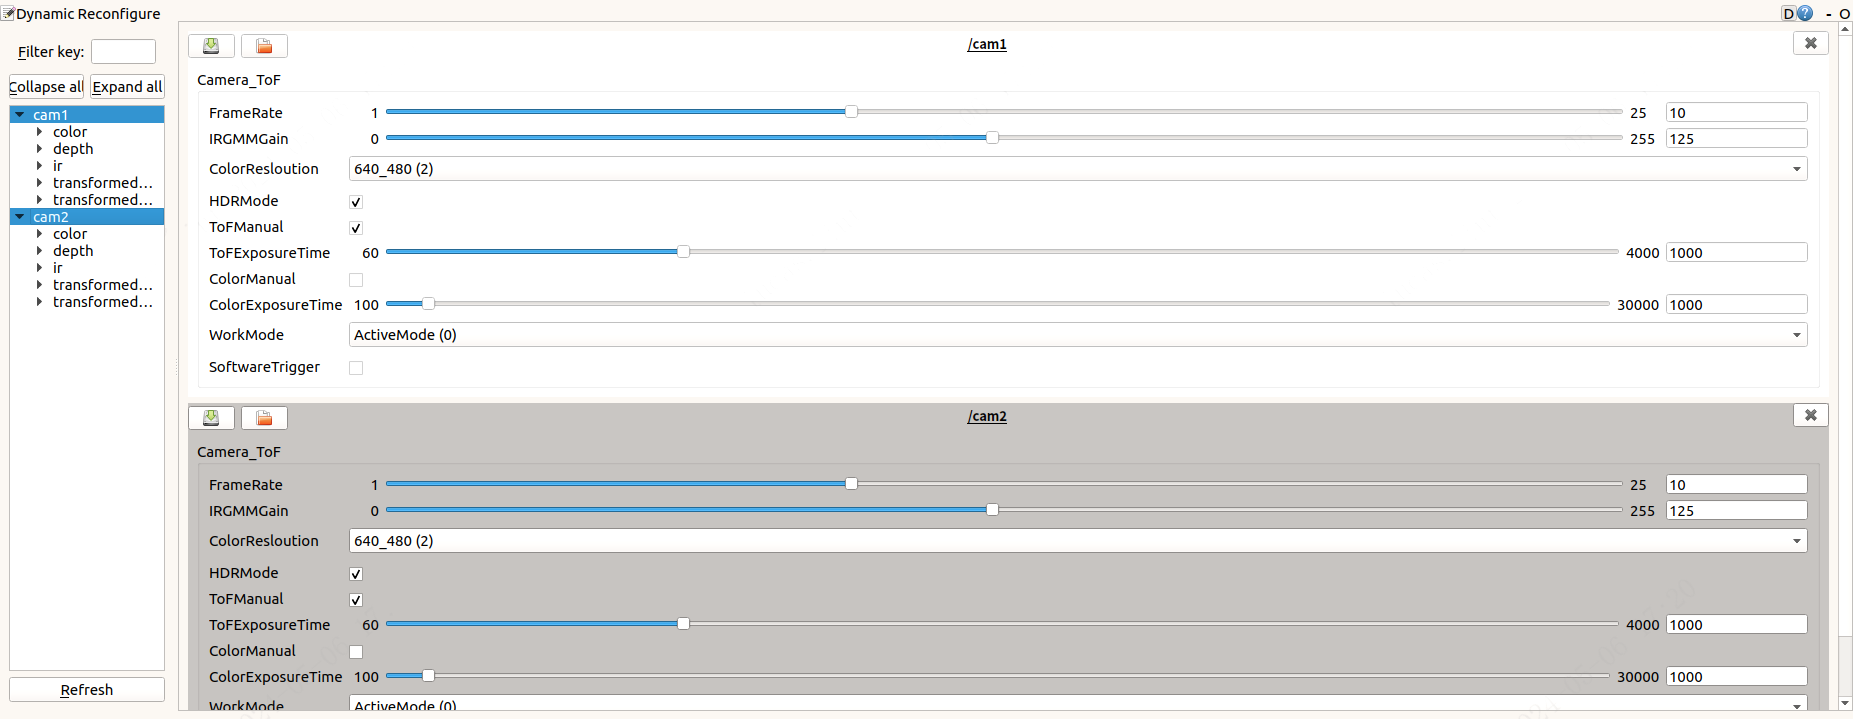 Dynamic Reconfigure
D ? - O
Filter key:
Collapse all Expand all
cam1
color
depth
ir
transformed...
transformed...
cam2
color
depth
ir
transformed...
transformed...
Refresh
/cam1
Camera_ToF
FrameRate 1 25 10
IRGMMGain 0 255 125
ColorResloution 640_480 (2)
HDRMode
ToFManual
ToFExposureTime 60 4000 1000
ColorManual
ColorExposureTime 100 30000 1000
WorkMode ActiveMode (0)
SoftwareTrigger
/cam2
Camera_ToF
FrameRate 1 25 10
IRGMMGain 0 255 125
ColorResloution 640_480 (2)
HDRMode
ToFManual
ToFExposureTime 60 4000 1000
ColorManual
ColorExposureTime 100 30000 1000
WorkMode ActiveMode (0)